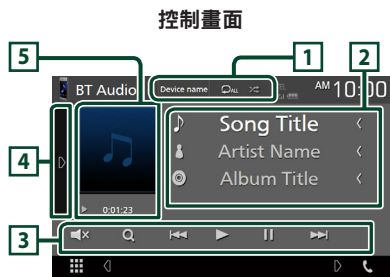 控制畫面
5
1
2
BT Audio
Device name
ALL
AM 10:00
Song Title
Artist Name
Album Title
4
0:01:23
3